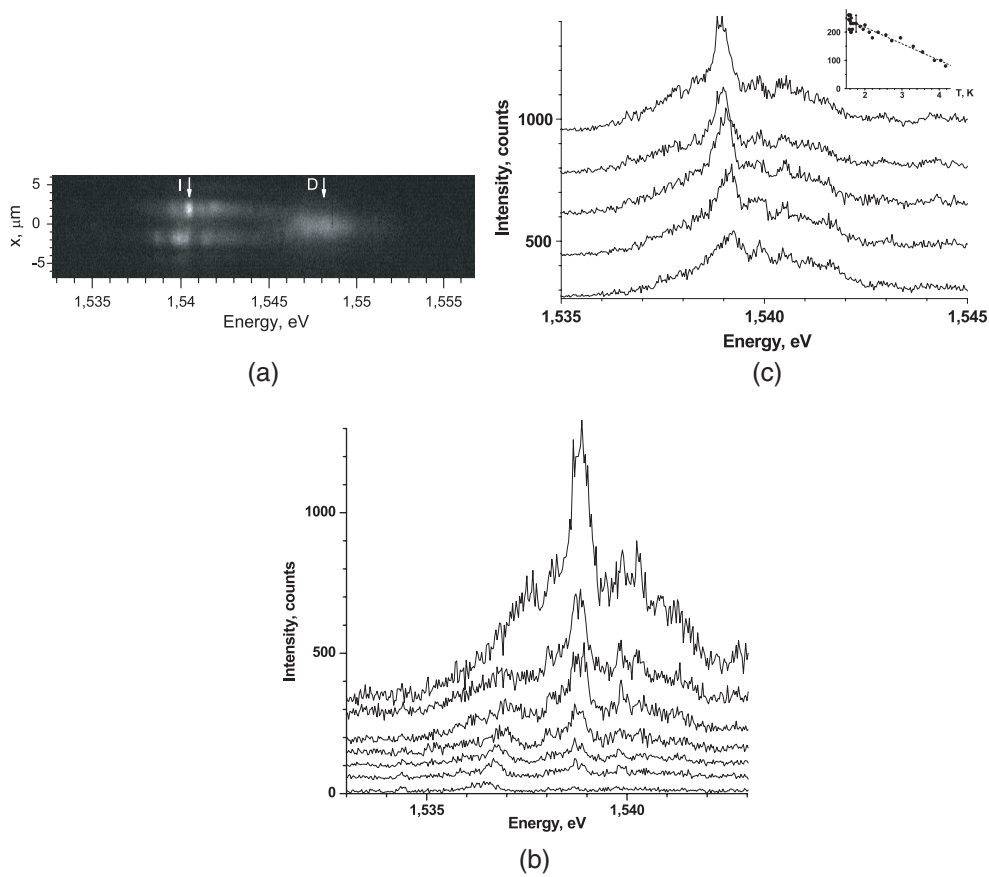 I D
5
0
−5
x, μm
1,535 1,54 1,545 1,55 1,555
Energy, eV
(a)
200
100
0
2 3 4 T, K
1000
500
Intensity, counts
1,535 1,540 1,545
Energy, eV
(c)
1000
500
0
Intensity, counts
1,535 1,540
Energy, eV
(b)